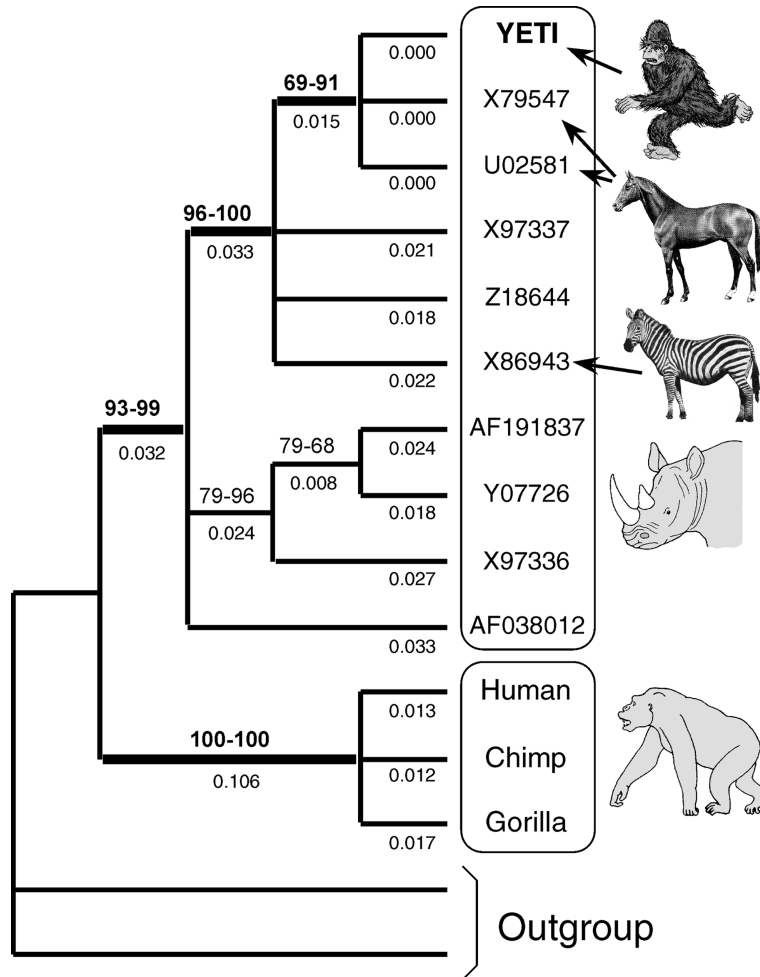 YETI
0.000
69-91
X79547
0.015
0.000
U02581
0.000
96-100
X97337
0.033
0.021
Z18644
0.018
X86943
0.022
93-99
AF191837
0.032
79-68
0.024
0.008
79-96
Y07726
0.018
0.024
X97336
0.027
AF038012
0.033
Human
0.013
100-100
Chimp
0.106
0.012
Gorilla
0.017
Outgroup